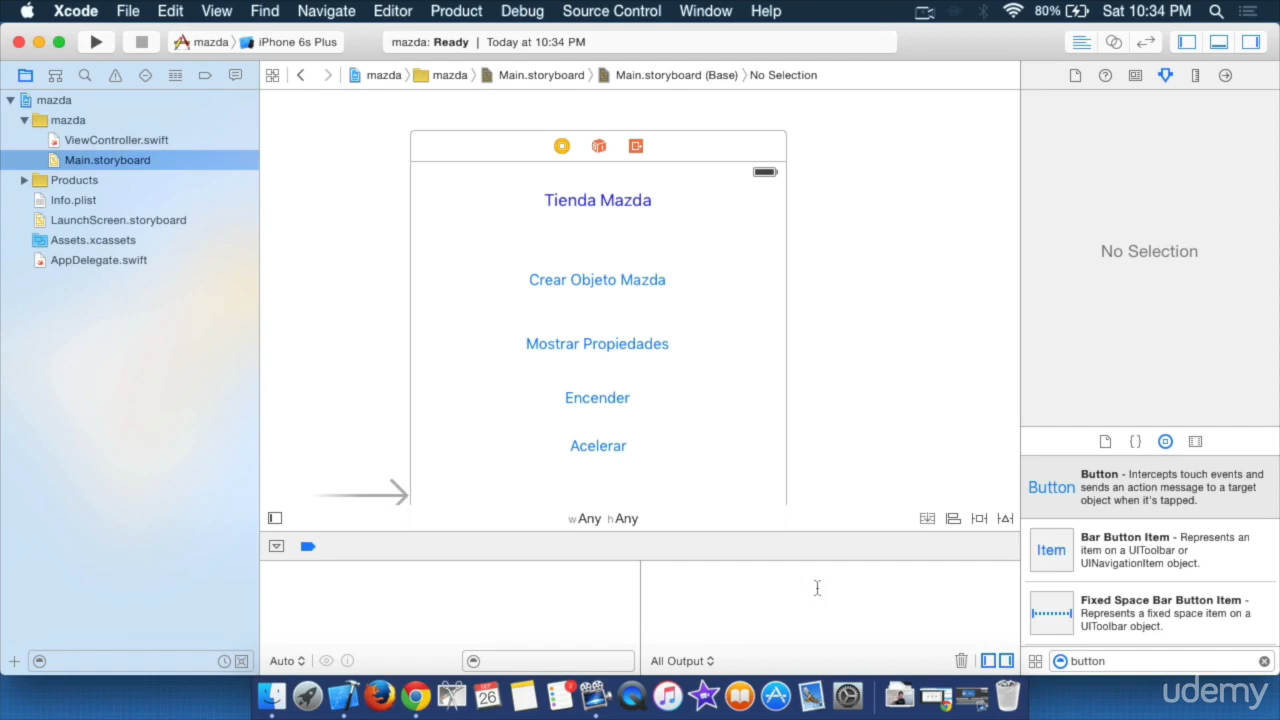 Xcode File Edit View Find Navigate Editor Product Debug Source Control Window Help 80% Sat 10:34 PM
mazda iPhone 6s Plus mazda: Ready | Today at 10:34 PM
mazda mazda Main.storyboard Main.storyboard (Base) No Selection
mazda
mazda
ViewController.swift
Main.storyboard
Products
Info.plist
LaunchScreen.storyboard
Assets.xcassets
AppDelegate.swift
Tienda Mazda
Crear Objeto Mazda
Mostrar Propiedades
Encender
Acelerar
wAny hAny
Auto
All Output
No Selection
Button
Button - Intercepts touch events and
sends an action message to a target
object when it's tapped.
Item
Bar Button Item - Represents an
item on a UIToolbar or
UINavigationItem object.
Fixed Space Bar Button Item -
Represents a fixed space item on a
UIToolbar object.
button
26
udemy